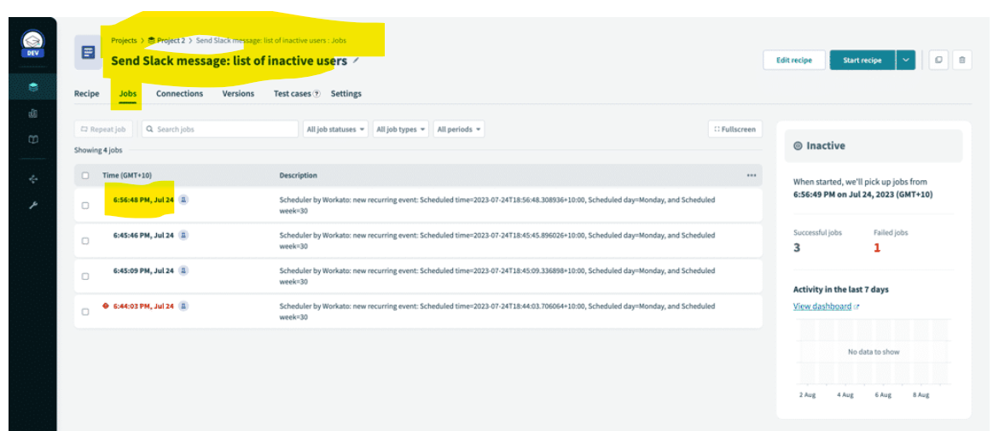 DEV
Projects > Project 2 > Send Slack message: list of inactive users : Jobs
Send Slack message: list of inactive users
Edit recipe
Start recipe
Recipe Jobs Connections Versions Test cases ? Settings
Repeat job
Search jobs
All job statuses
All job types
All periods
Fullscreen
Showing 4 jobs
Time (GMT+10) Description
6:56:48 PM, Jul 24
Scheduler by Workato: new recurring event: Scheduled time=2023-07-24T18:56:48.308936+10:00, Scheduled day=Monday, and Scheduled
week=30
6:45:46 PM, Jul 24
Scheduler by Workato: new recurring event: Scheduled time=2023-07-24T18:45:45.896026+10:00, Scheduled day=Monday, and Scheduled
week=30
6:45:09 PM, Jul 24
Scheduler by Workato: new recurring event: Scheduled time=2023-07-24T18:45:09.336898+10:00, Scheduled day=Monday, and Scheduled
week=30
6:44:03 PM, Jul 24
Scheduler by Workato: new recurring event: Scheduled time=2023-07-24T18:44:03.706064+10:00, Scheduled day=Monday, and Scheduled
week=30
Inactive
When started, we'll pick up jobs from
6:56:49 PM on Jul 24, 2023 (GMT+10)
Successful jobs Failed jobs
3 1
Activity in the last 7 days
View dashboard
No data to show
2 Aug 4 Aug 6 Aug 8 Aug